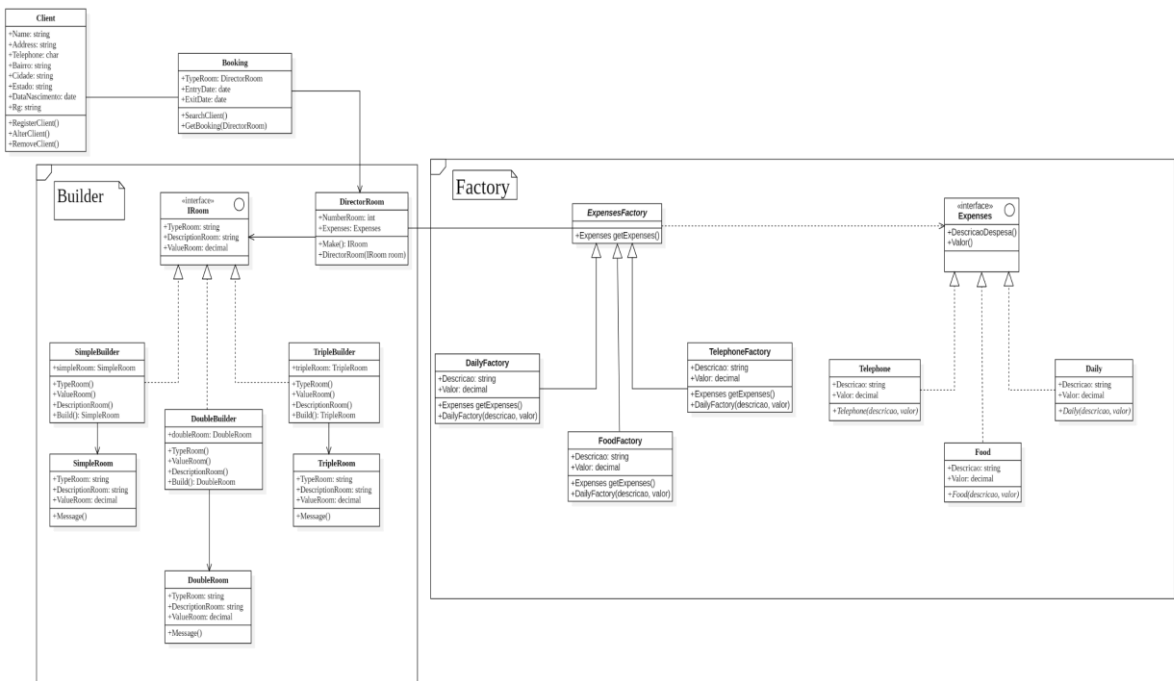 Client
+Name: string
+Address: string
+Telephone: char
+Bairro: string
+Cidade: string
+Estado: string
+DataNascimento: date
+Rg: string
+RegisterClient()
+AlterClient()
+RemoveClient()
Booking
+TypeRoom: DirectorRoom
+EntryDate: date
+ExitDate: date
+SearchClient()
+GetBooking(DirectorRoom)
Builder
«interface»
IRoom
+TypeRoom: string
+DescriptionRoom: string
+ValueRoom: decimal
DirectorRoom
+NumberRoom: int
+Expenses: Expenses
+Make(): IRoom
+DirectorRoom(IRoom room)
SimpleBuilder
+simpleRoom: SimpleRoom
+TypeRoom()
+ValueRoom()
+DescriptionRoom()
+Build(): SimpleRoom
TripleBuilder
+tripleRoom: TripleRoom
+TypeRoom()
+ValueRoom()
+DescriptionRoom()
+Build(): TripleRoom
DoubleBuilder
+doubleRoom: DoubleRoom
+TypeRoom()
+ValueRoom()
+DescriptionRoom()
+Build(): DoubleRoom
SimpleRoom
+TypeRoom: string
+DescriptionRoom: string
+ValueRoom: decimal
+Message()
TripleRoom
+TypeRoom: string
+DescriptionRoom: string
+ValueRoom: decimal
+Message()
DoubleRoom
+TypeRoom: string
+DescriptionRoom: string
+ValueRoom: decimal
+Message()
Factory
ExpensesFactory
+Expenses getExpenses()
«interface»
Expenses
+DescricaoDespesa()
+Valor()
DailyFactory
+Descricao: string
+Valor: decimal
+Expenses getExpenses()
+DailyFactory(descricao, valor)
TelephoneFactory
+Descricao: string
+Valor: decimal
+Expenses getExpenses()
+DailyFactory(descricao, valor)
FoodFactory
+Descricao: string
+Valor: decimal
+Expenses getExpenses()
+DailyFactory(descricao, valor)
Telephone
+Descricao: string
+Valor: decimal
+Telephone(descricao, valor)
Daily
+Descricao: string
+Valor: decimal
+Daily(descricao, valor)
Food
+Descricao: string
+Valor: decimal
+Food(descricao, valor)